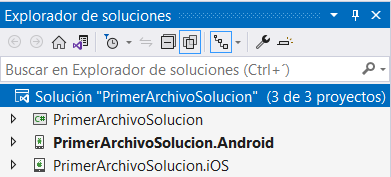 Explorador de soluciones
Buscar en Explorador de soluciones (Ctrl+´)
Solución "PrimerArchivoSolucion" (3 de 3 proyectos)
C# PrimerArchivoSolucion
PrimerArchivoSolucion.Android
PrimerArchivoSolucion.iOS